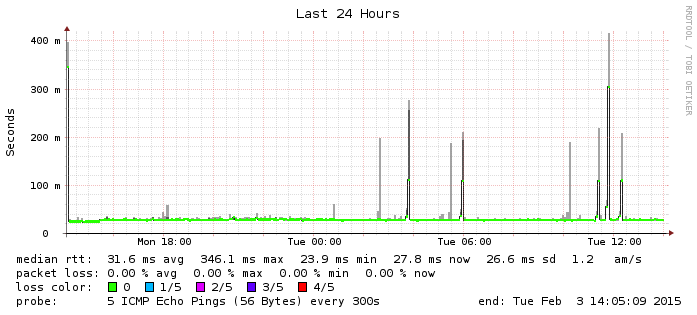 Last 24 Hours
RRDTOOL / TOBI OETIKER
Seconds
400 m
300 m
200 m
100 m
0
Mon 18:00 Tue 00:00 Tue 06:00 Tue 12:00
median rtt: 31.6 ms avg 346.1 ms max 23.9 ms min 27.8 ms now 26.6 ms sd 1.2 am/s
packet loss: 0.00 % avg 0.00 % max 0.00 % min 0.00 % now
loss color: 0 1/5 2/5 3/5 4/5
probe: 5 ICMP Echo Pings (56 Bytes) every 300s end: Tue Feb 3 14:05:09 2015